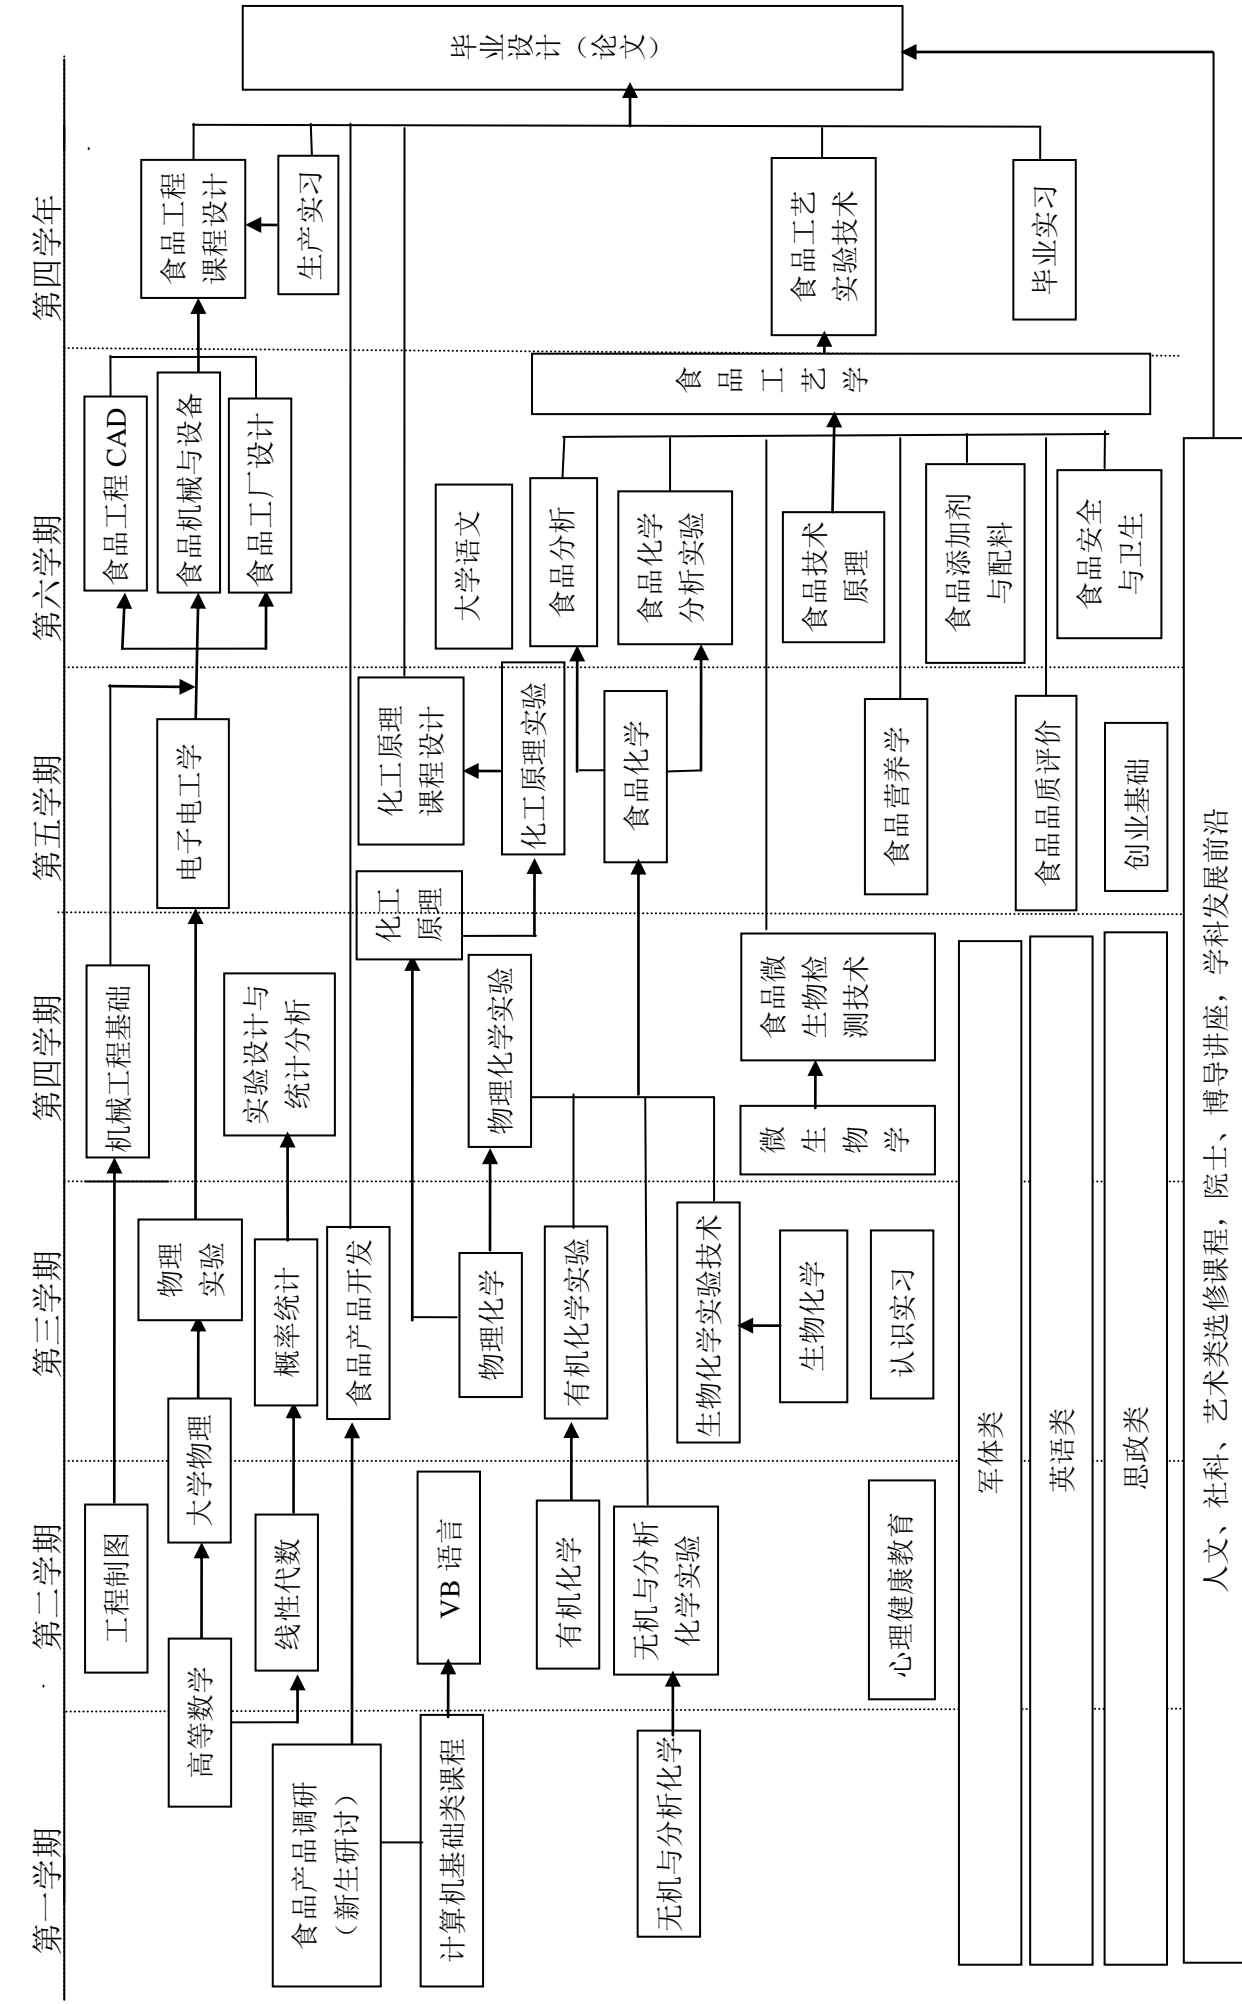 第一学期
第二学期
第三学期
第四学期
第五学期
第六学期
第四学年
工程制图
机械工程基础
食品工程 CAD
食品机械与设备
食品工厂设计
食品工程
课程设计
生产实习
高等数学
大学物理
物理
实验
电子电工学
线性代数
概率统计
实验设计与
统计分析
食品产品调研
（新生研讨）
食品产品开发
计算机基础类课程
VB 语言
物理化学
物理化学实验
化工
原理
化工原理
课程设计
化工原理实验
大学语文
有机化学
有机化学实验
食品化学
食品分析
食品化学
分析实验
无机与分析化学
无机与分析
化学实验
生物化学实验技术
生物化学
认识实习
微生物学
食品微
生物检
测技术
食品技术
原理
食品工艺学
食品工艺
实验技术
食品营养学
食品添加剂
与配料
食品品质评价
食品安全
与卫生
创业基础
毕业实习
心理健康教育
军体类
英语类
思政类
人文、社科、艺术类选修课程，院士、博导讲座，学科发展前沿
毕业设计（论文）